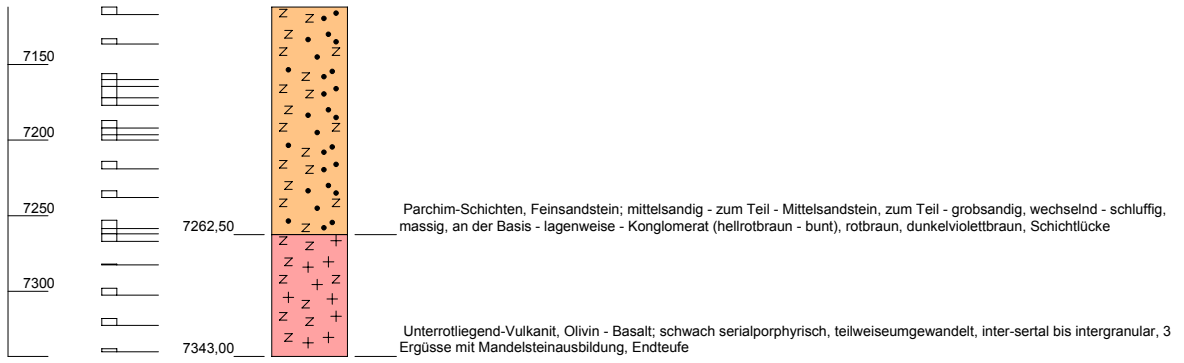 7150
7200
7250
7262,50
Parchim-Schichten, Feinsandstein; mittelsandig - zum Teil - Mittelsandstein, zum Teil - grobsandig, wechselnd - schluffig,
massig, an der Basis - lagenweise - Konglomerat (hellrotbraun - bunt), rotbraun, dunkelviolettbraun, Schichtlücke
7300
7343,00
Unterrotliegend-Vulkanit, Olivin - Basalt; schwach serialporphyrisch, teilweiseumgewandelt, inter-sertal bis intergranular, 3
Ergüsse mit Mandelsteinausbildung, Endteufe